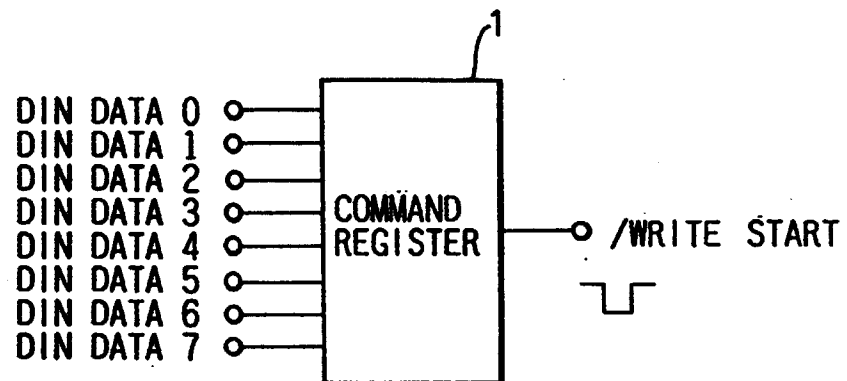 1
DIN DATA 0
DIN DATA 1
DIN DATA 2
DIN DATA 3
DIN DATA 4
DIN DATA 5
DIN DATA 6
DIN DATA 7
COMMAND
REGISTER
/WRITE START